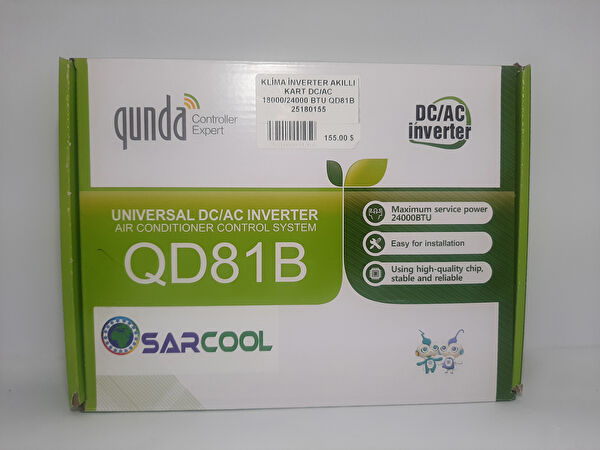 KLİMA İNVERTER AKILLI
KART DC/AC
18000/24000 BTU QD81B
25180155
155.00 $
qunda Controller
Expert
DC/AC
inverter
UNIVERSAL DC/AC INVERTER
AIR CONDITIONER CONTROL SYSTEM
QD81B
Maximum service power
24000BTU
Easy for installation
Using high-quality chip,
stable and reliable
SARCOOL